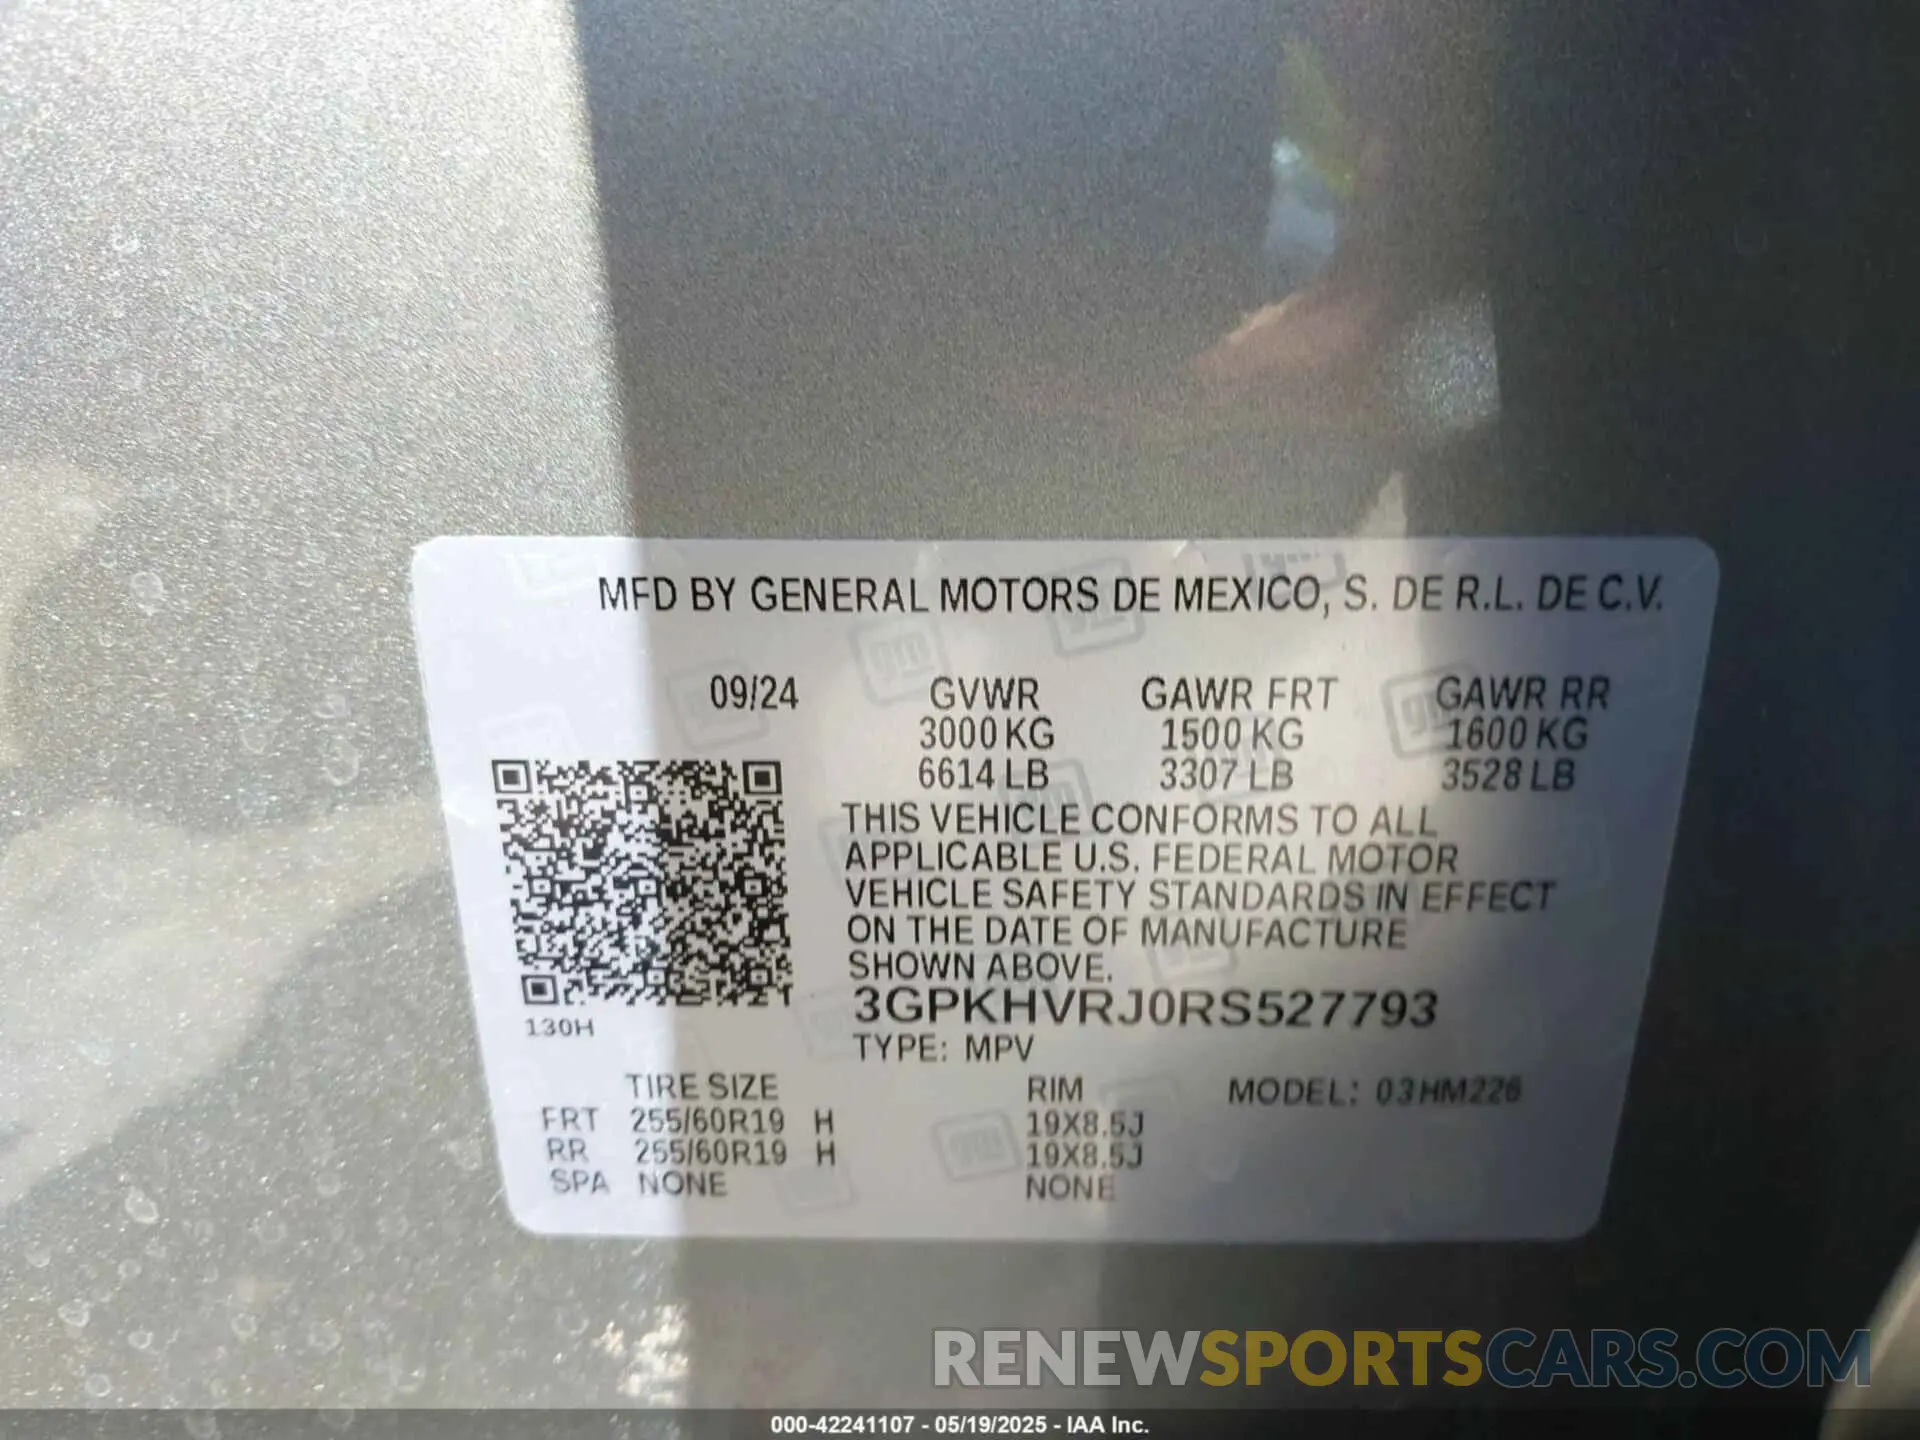 MFD BY GENERAL MOTORS DE MEXICO, S. DE R.L. DE C.V.
09/24 GVWR GAWR FRT GAWR RR
3000 KG 1500 KG 1600 KG
6614 LB 3307 LB 3528 LB
THIS VEHICLE CONFORMS TO ALL
APPLICABLE U.S. FEDERAL MOTOR
VEHICLE SAFETY STANDARDS IN EFFECT
ON THE DATE OF MANUFACTURE
SHOWN ABOVE.
3GPKHVRJ0RS527793
130H
TYPE: MPV
TIRE SIZE RIM MODEL: 03HM226
FRT 255/60R19 H 19X8.5J
RR 255/60R19 H 19X8.5J
SPA NONE NONE
RENEWSPORTSCARS.COM
000-42241107 - 05/19/2025 - IAA Inc.